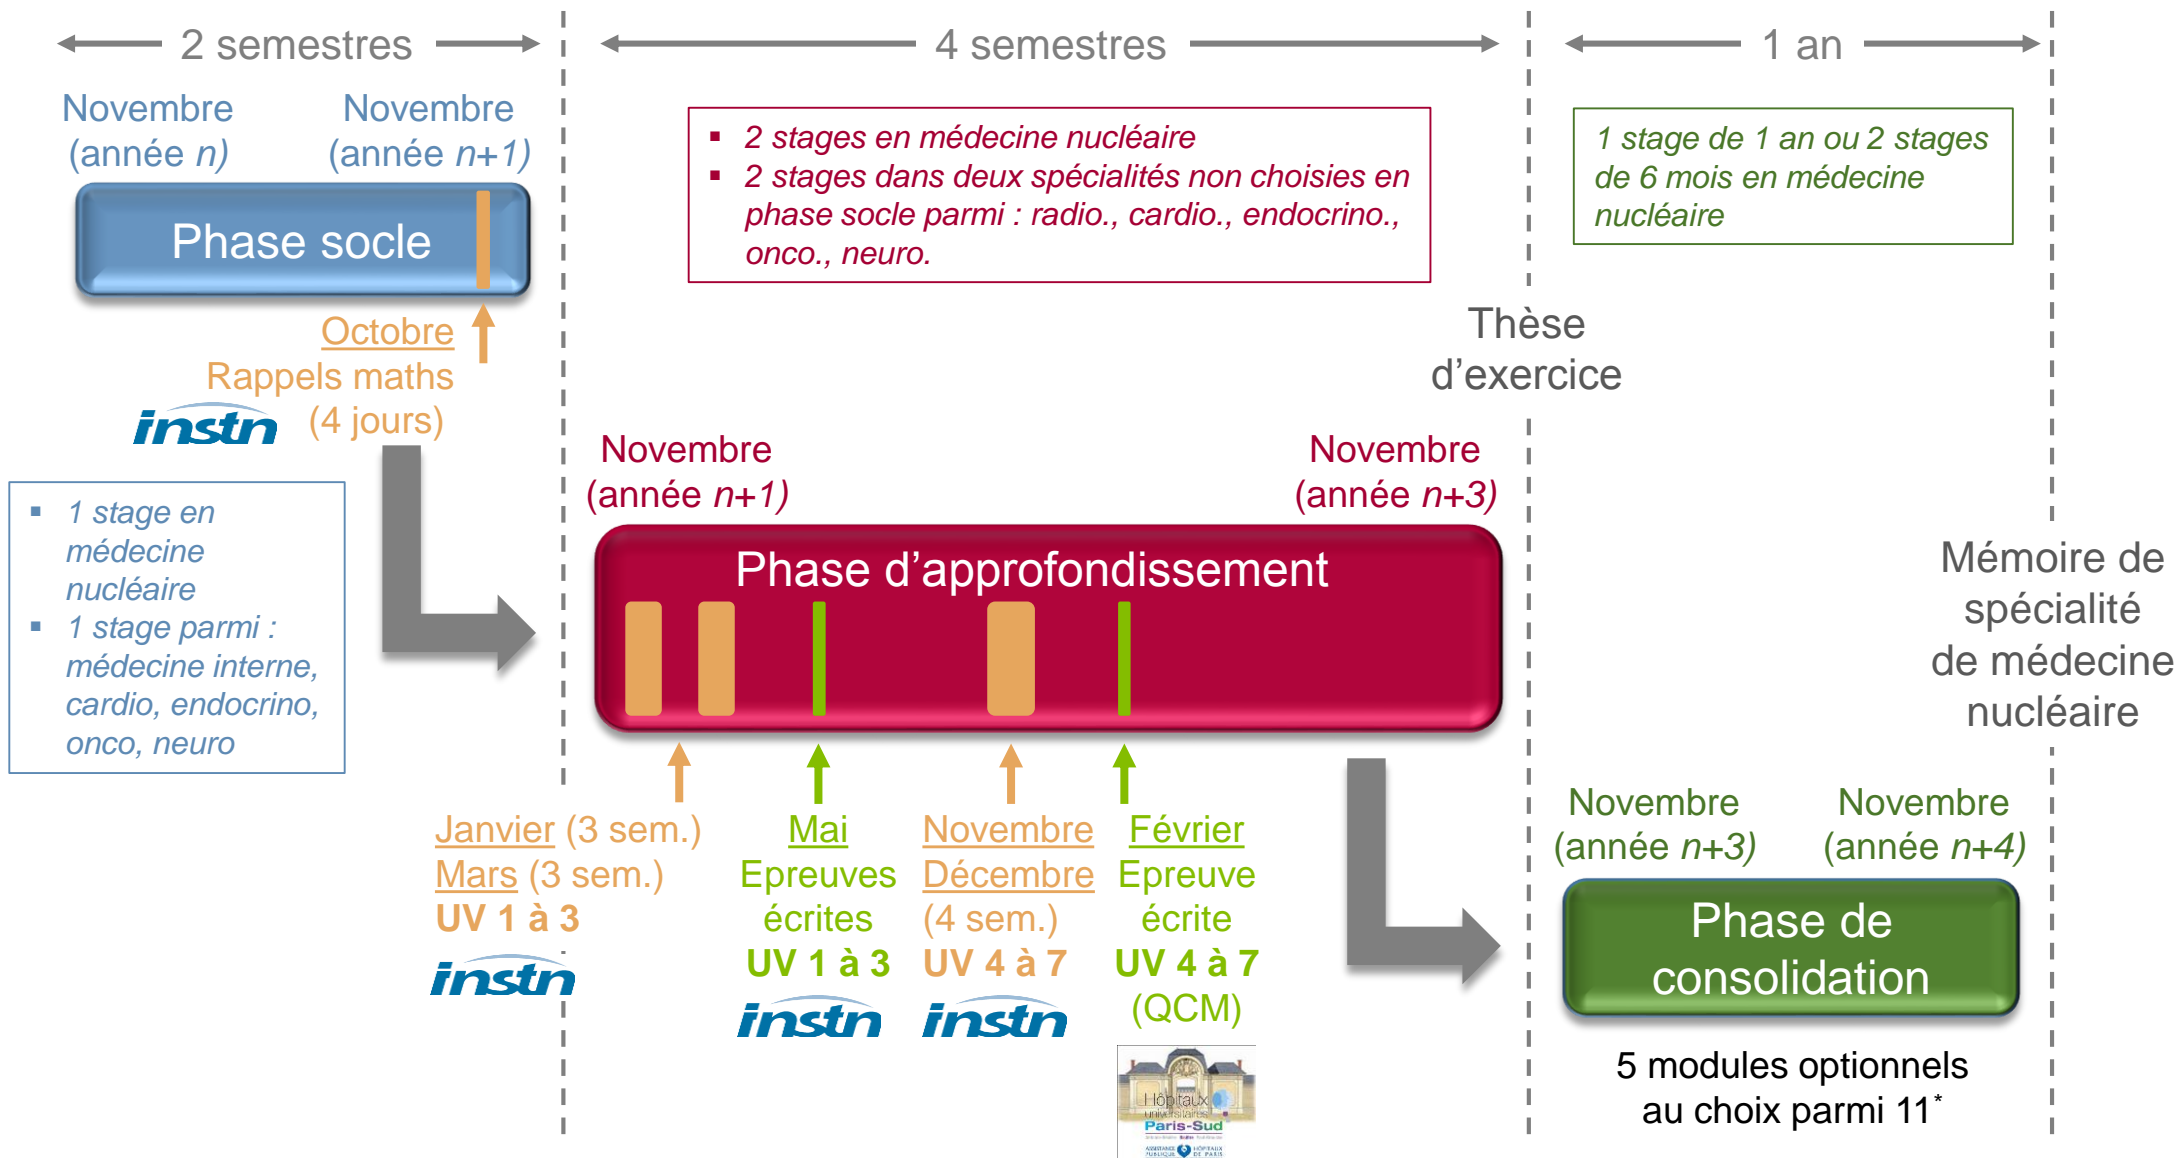 2 semestres
4 semestres
1 an
Novembre
(année n)
Novembre
(année n+1)
Phase socle
Octobre
Rappels maths
(4 jours)
instn
▪ 1 stage en
médecine
nucléaire
▪ 1 stage parmi :
médecine interne,
cardio, endocrino,
onco, neuro
▪ 2 stages en médecine nucléaire
▪ 2 stages dans deux spécialités non choisies en
phase socle parmi : radio., cardio., endocrino.,
onco., neuro.
1 stage de 1 an ou 2 stages
de 6 mois en médecine
nucléaire
Thèse
d’exercice
Novembre
(année n+1)
Novembre
(année n+3)
Phase d’approfondissement
Janvier (3 sem.)
Mars (3 sem.)
UV 1 à 3
instn
Mai
Epreuves
écrites
UV 1 à 3
instn
Novembre
Décembre
(4 sem.)
UV 4 à 7
instn
Février
Epreuve
écrite
UV 4 à 7
(QCM)
Hôpitaux
universitaires
Paris-Sud
ASSISTANCE HÔPITAUX
PUBLIQUE DE PARIS
Mémoire de
spécialité
de médecine
nucléaire
Novembre
(année n+3)
Novembre
(année n+4)
Phase de
consolidation
5 modules optionnels
au choix parmi 11*